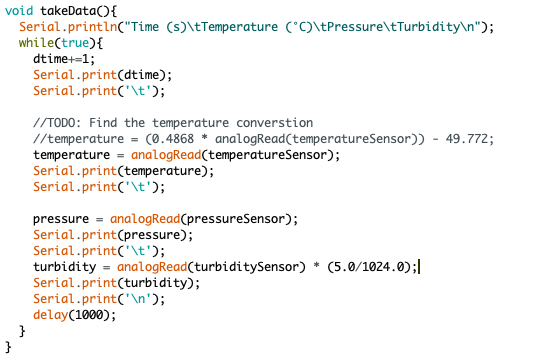 void takeData(){
  Serial.println("Time (s)\tTemperature (°C)\tPressure\tTurbidity\n");
  while(true){
    dtime+=1;
    Serial.print(dtime);
    Serial.print('\t');

    //TODO: Find the temperature converstion
    //temperature = (0.4868 * analogRead(temperatureSensor)) - 49.772;
    temperature = analogRead(temperatureSensor);
    Serial.print(temperature);
    Serial.print('\t');

    pressure = analogRead(pressureSensor);
    Serial.print(pressure);
    Serial.print('\t');
    turbidity = analogRead(turbiditySensor) * (5.0/1024.0);
    Serial.print(turbidity);
    Serial.print('\n');
    delay(1000);
  }
}